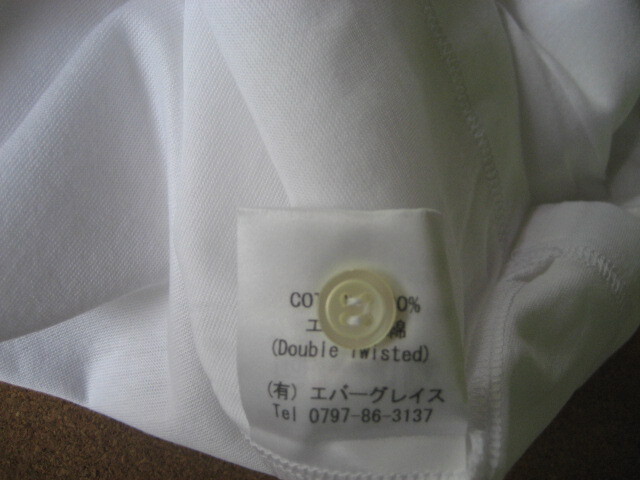 COT 0%
エ 綿
(Double Twisted)
(有) エバーグレイス
Tel 0797-86-3137